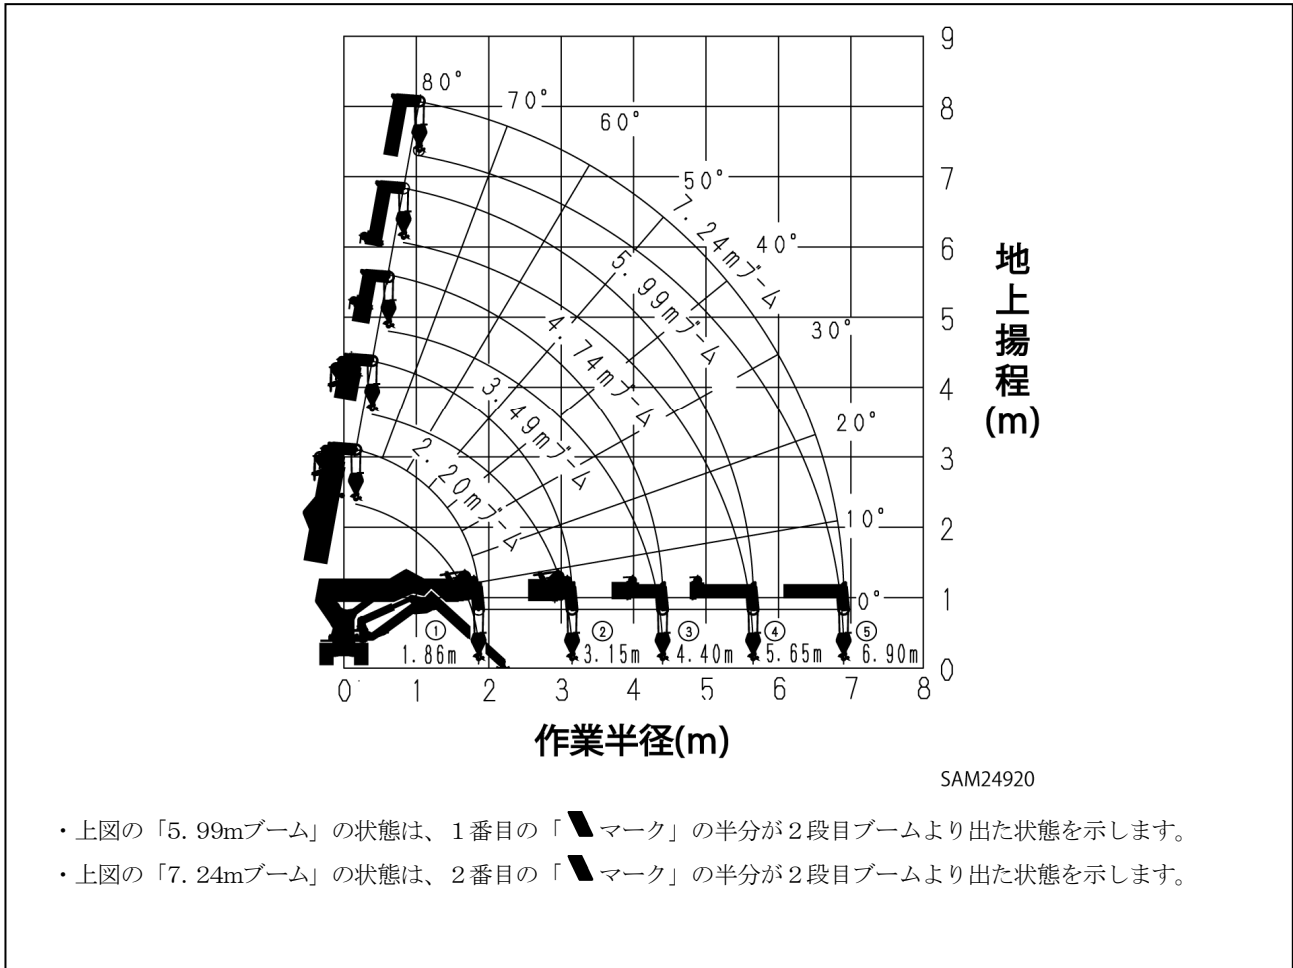 80°
70°
60°
50°
40°
30°
20°
10°
0°
7.24mブーム
5.99mブーム
4.74mブーム
3.49mブーム
2.20mブーム
9
8
7
6
5
4
3
2
1
0
地上揚程(m)
① ② ③ ④ ⑤
1.86m 3.15m 4.40m 5.65m 6.90m
0 1 2 3 4 5 6 7 8
作業半径(m)
SAM24920
・上図の「5. 99mブーム」の状態は、１番目の「 マーク」の半分が２段目ブームより出た状態を示します。
・上図の「7. 24mブーム」の状態は、２番目の「 マーク」の半分が２段目ブームより出た状態を示します。